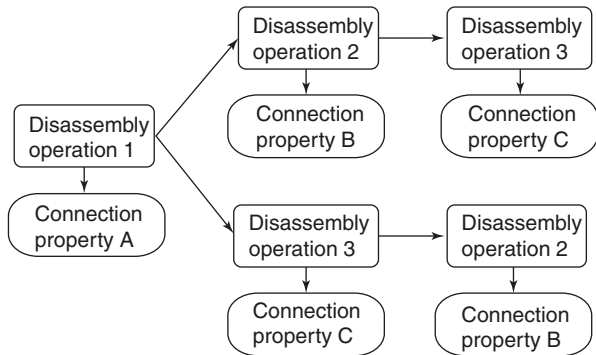 Disassembly
operation 2
Disassembly
operation 3
Connection
property B
Connection
property C
Disassembly
operation 1
Connection
property A
Disassembly
operation 3
Disassembly
operation 2
Connection
property C
Connection
property B